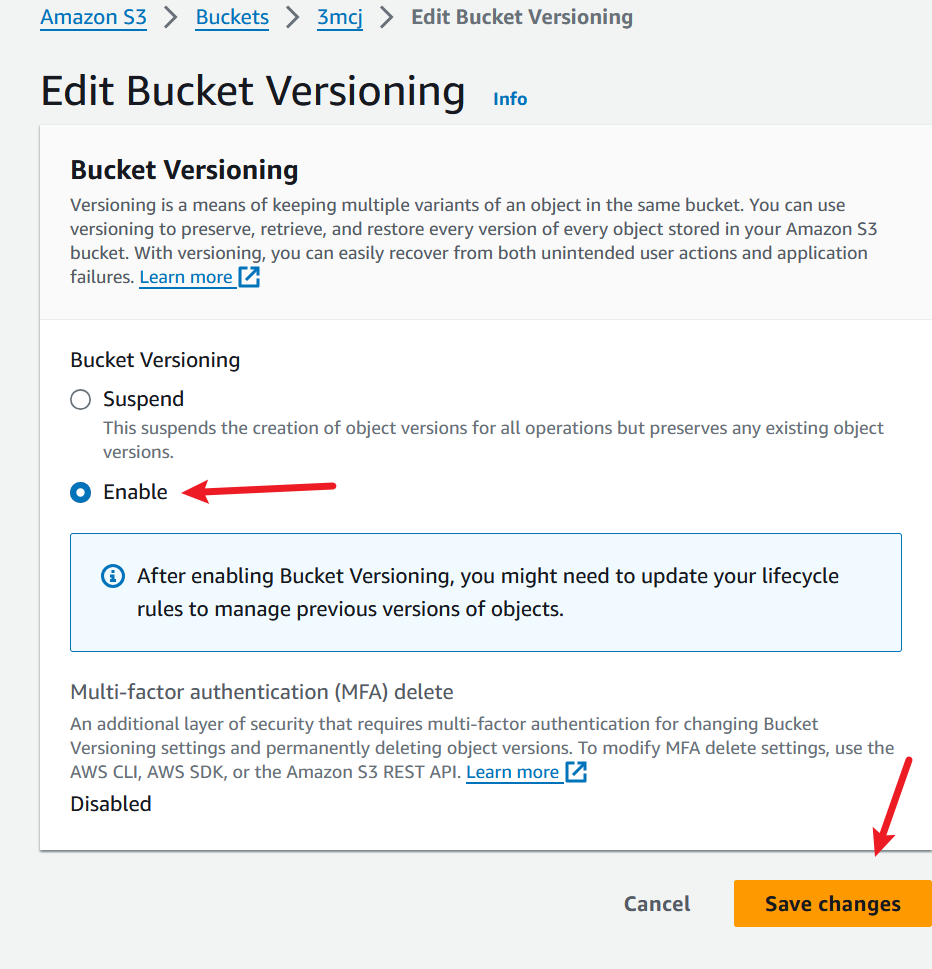 Amazon S3 > Buckets > 3mcj > Edit Bucket Versioning
Edit Bucket Versioning Info
Bucket Versioning
Versioning is a means of keeping multiple variants of an object in the same bucket. You can use
versioning to preserve, retrieve, and restore every version of every object stored in your Amazon S3
bucket. With versioning, you can easily recover from both unintended user actions and application
failures. Learn more
Bucket Versioning
Suspend
This suspends the creation of object versions for all operations but preserves any existing object
versions.
Enable
After enabling Bucket Versioning, you might need to update your lifecycle
rules to manage previous versions of objects.
Multi-factor authentication (MFA) delete
An additional layer of security that requires multi-factor authentication for changing Bucket
Versioning settings and permanently deleting object versions. To modify MFA delete settings, use the
AWS CLI, AWS SDK, or the Amazon S3 REST API. Learn more
Disabled
Cancel Save changes